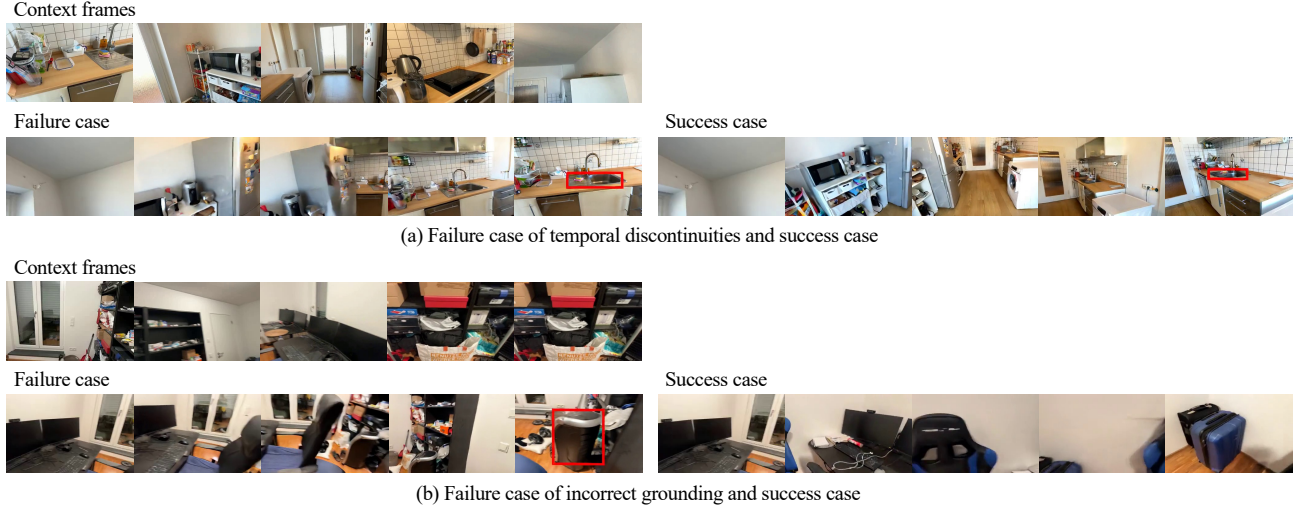 Context frames
Failure case
Success case
(a) Failure case of temporal discontinuities and success case
Context frames
Failure case
Success case
(b) Failure case of incorrect grounding and success case